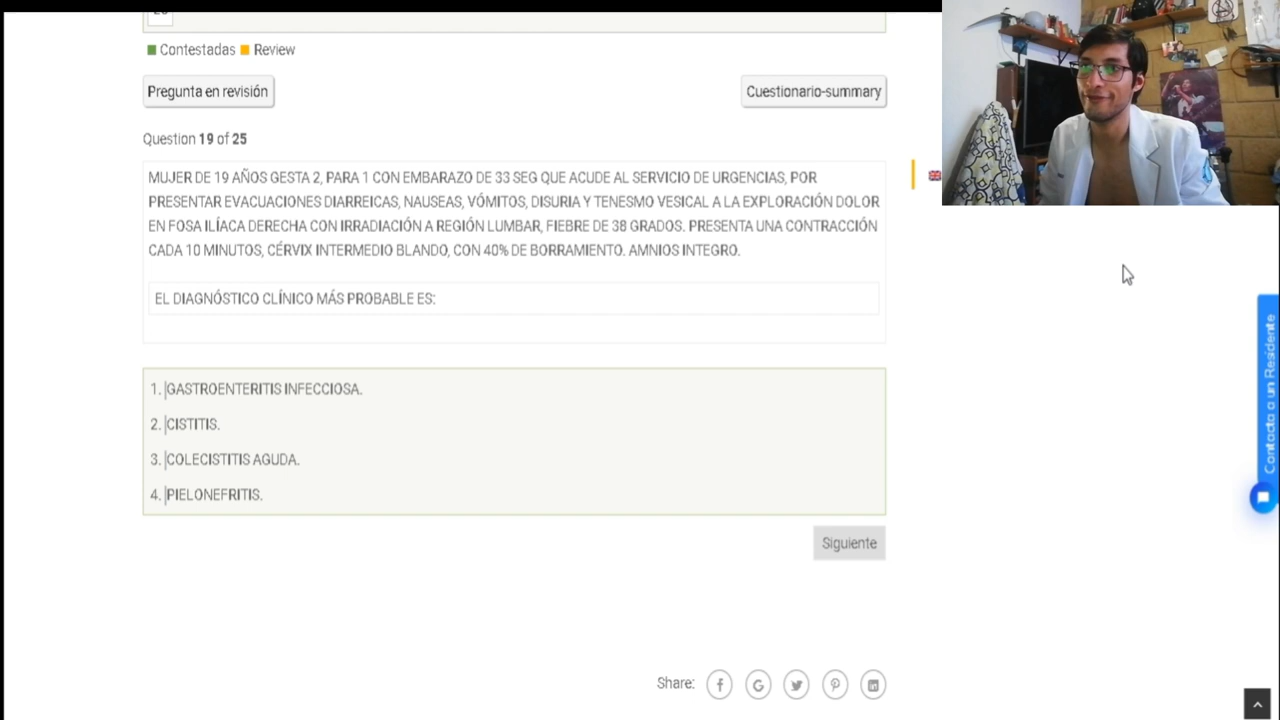 Contestadas Review
Pregunta en revisión
Cuestionario-summary
Question 19 of 25
MUJER DE 19 AÑOS GESTA 2, PARA 1 CON EMBARAZO DE 33 SEG QUE ACUDE AL SERVICIO DE URGENCIAS, POR
PRESENTAR EVACUACIONES DIARREICAS, NAUSEAS, VÓMITOS, DISURIA Y TENESMO VESICAL A LA EXPLORACIÓN DOLOR
EN FOSA ILÍACA DERECHA CON IRRADIACIÓN A REGIÓN LUMBAR, FIEBRE DE 38 GRADOS. PRESENTA UNA CONTRACCIÓN
CADA 10 MINUTOS, CÉRVIX INTERMEDIO BLANDO, CON 40% DE BORRAMIENTO. AMNIOS INTEGRO.
EL DIAGNÓSTICO CLÍNICO MÁS PROBABLE ES:
1. GASTROENTERITIS INFECCIOSA.
2. CISTITIS.
3. COLECISTITIS AGUDA.
4. PIELONEFRITIS.
Siguiente
Contacta a un Residente
Share: